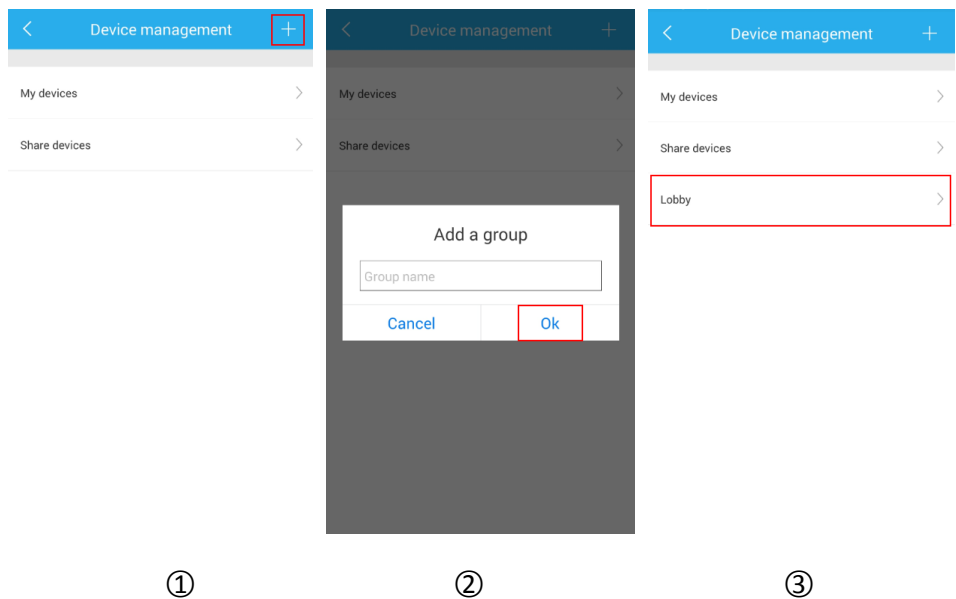 Device management
My devices
Share devices
Device management
My devices
Share devices
Add a group
Group name
Cancel Ok
Device management
My devices
Share devices
Lobby
① ② ③